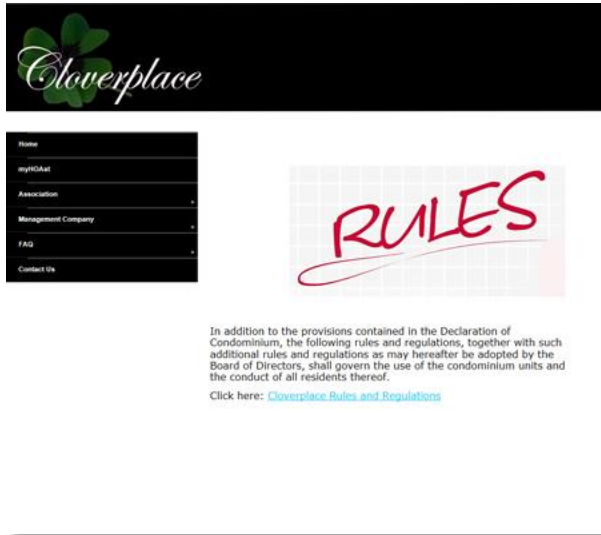 Cloverplace
Home
myHOAst
Association
Management Company
FAQ
Contact Us
RULES
In addition to the provisions contained in the Declaration of
Condominium, the following rules and regulations, together with such
additional rules and regulations as may hereafter be adopted by the
Board of Directors, shall govern the use of the condominium units and
the conduct of all residents thereof.
Click here: Cloverplace Rules and Regulations